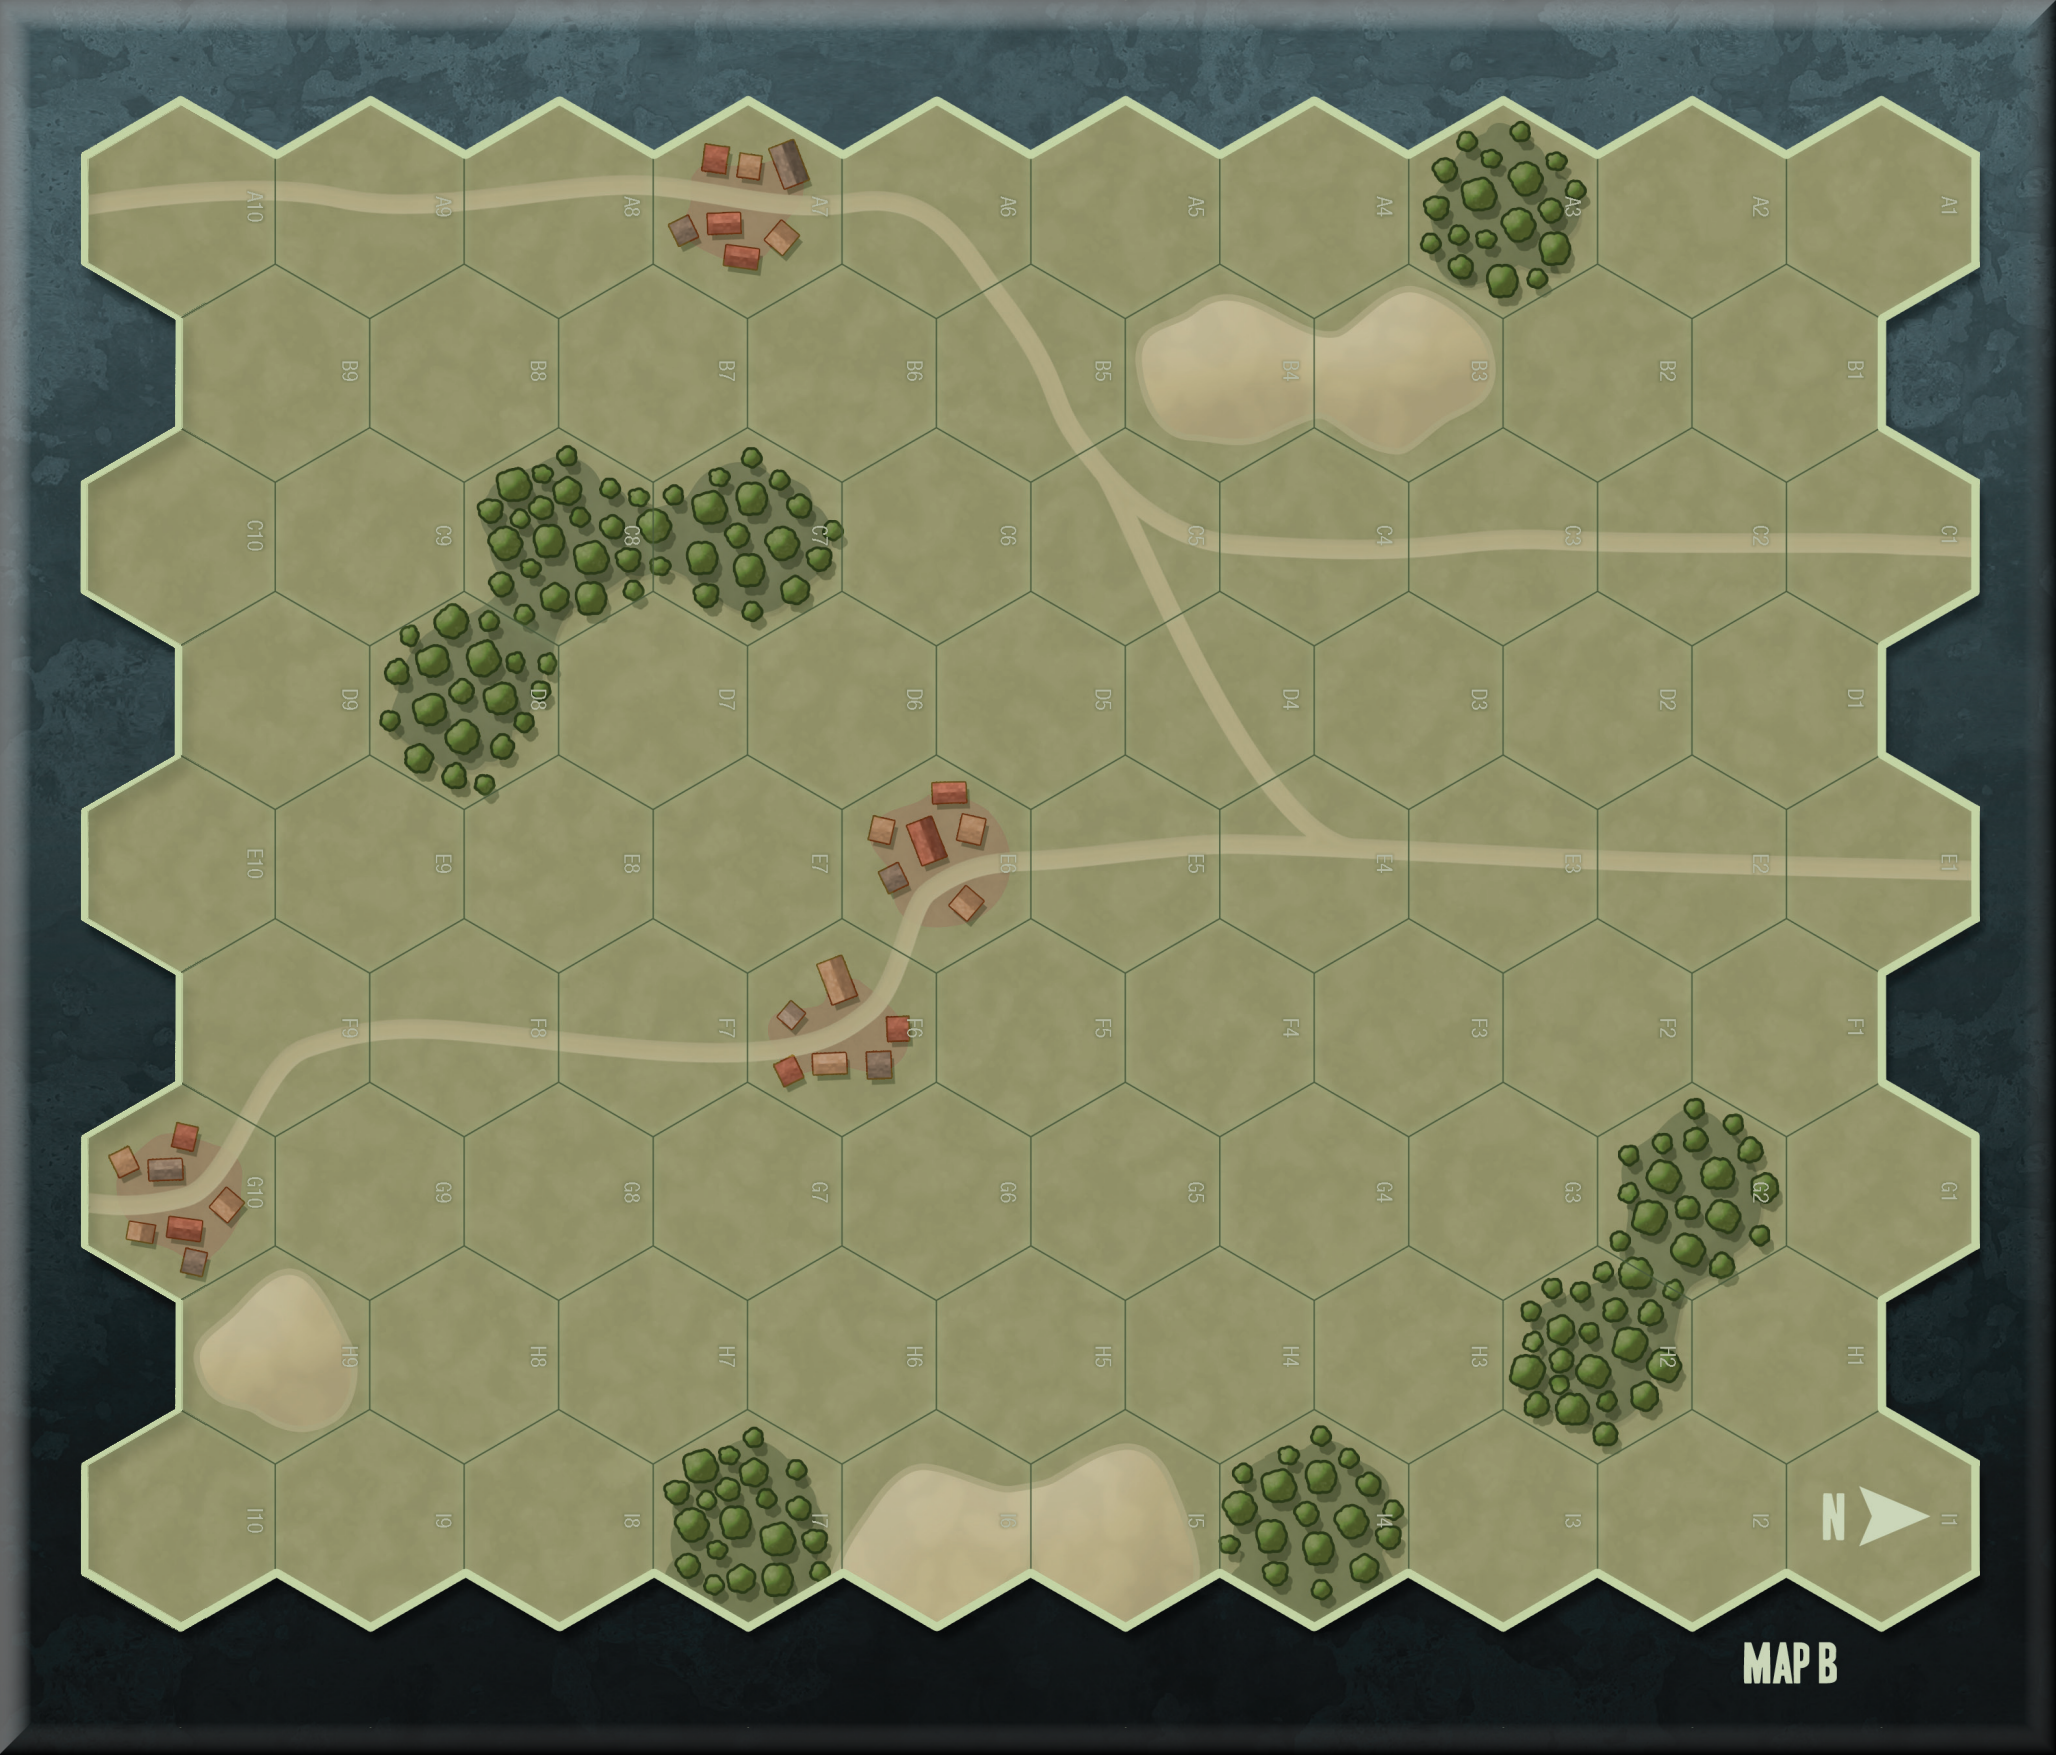 A10 A9 A8 A7 A6 A5 A4 A3 A2 A1
B9 B8 B7 B6 B5 B4 B3 B2 B1
C10 C9 C8 C7 C6 C5 C4 C3 C2 C1
D9 D8 D7 D6 D5 D4 D3 D2 D1
E10 E9 E8 E7 E6 E5 E4 E3 E2 E1
F9 F8 F7 F6 F5 F4 F3 F2 F1
G10 G9 G8 G7 G6 G5 G4 G3 G2 G1
H9 H8 H7 H6 H5 H4 H3 H2 H1
I10 I9 I8 I7 I6 I5 I4 I3 I2 I1
N
MAP B